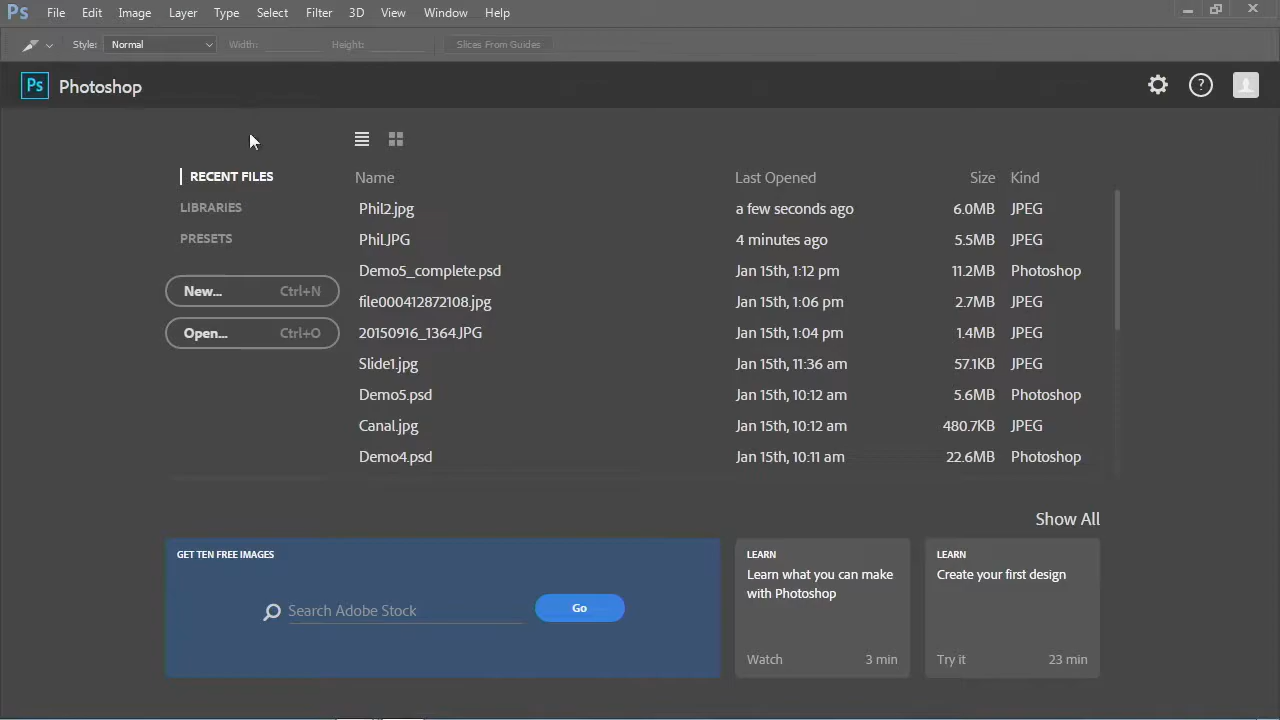 Ps File Edit Image Layer Type Select Filter 3D View Window Help
Style: Normal Width: Height: Slices From Guides
Ps Photoshop ?
RECENT FILES
LIBRARIES
PRESETS
New... Ctrl+N
Open... Ctrl+O
Name Last Opened Size Kind
Phil2.jpg a few seconds ago 6.0MB JPEG
Phil.JPG 4 minutes ago 5.5MB JPEG
Demo5_complete.psd Jan 15th, 1:12 pm 11.2MB Photoshop
file000412872108.jpg Jan 15th, 1:06 pm 2.7MB JPEG
20150916_1364.JPG Jan 15th, 1:04 pm 1.4MB JPEG
Slide1.jpg Jan 15th, 11:36 am 57.1KB JPEG
Demo5.psd Jan 15th, 10:12 am 5.6MB Photoshop
Canal.jpg Jan 15th, 10:12 am 480.7KB JPEG
Demo4.psd Jan 15th, 10:11 am 22.6MB Photoshop
Show All
GET TEN FREE IMAGES
Search Adobe Stock Go
LEARN
Learn what you can make
with Photoshop
Watch 3 min
LEARN
Create your first design
Try it 23 min